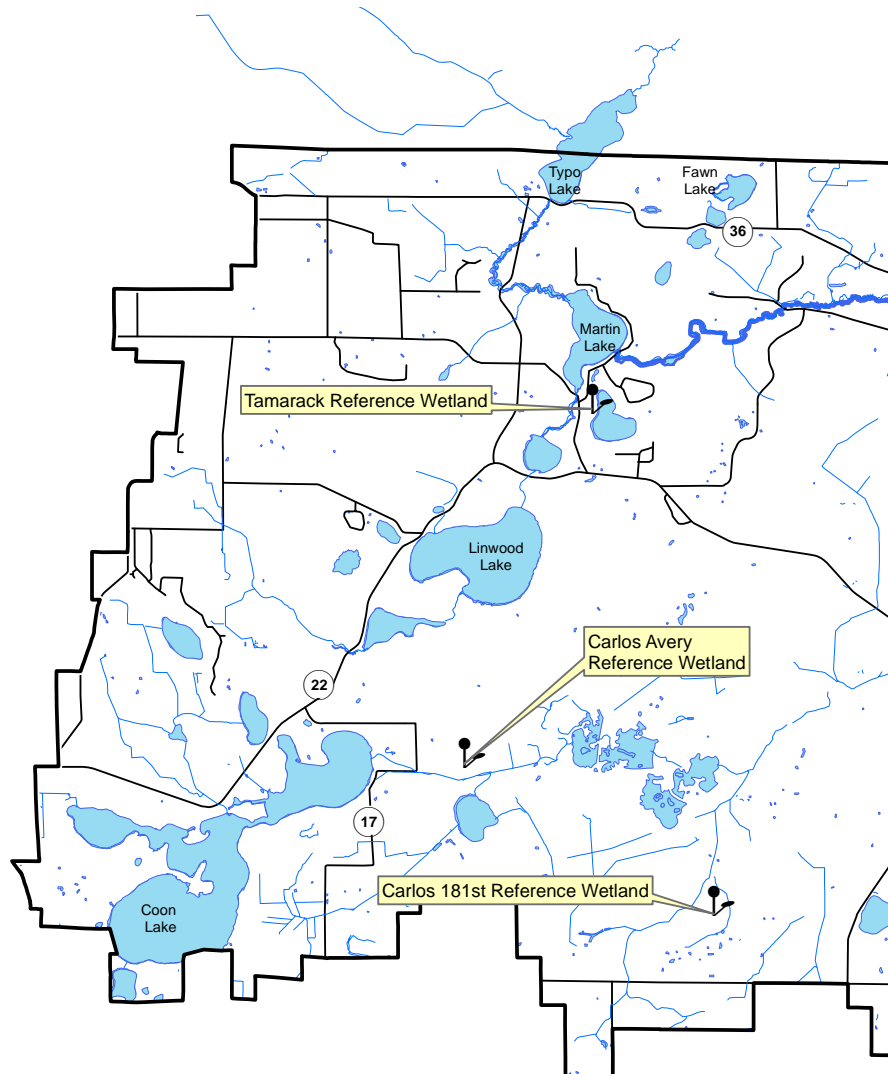 Typo
Lake
Fawn
Lake
36
Martin
Lake
Tamarack Reference Wetland
Linwood
Lake
Carlos Avery
Reference Wetland
22
17
Carlos 181st Reference Wetland
Coon
Lake